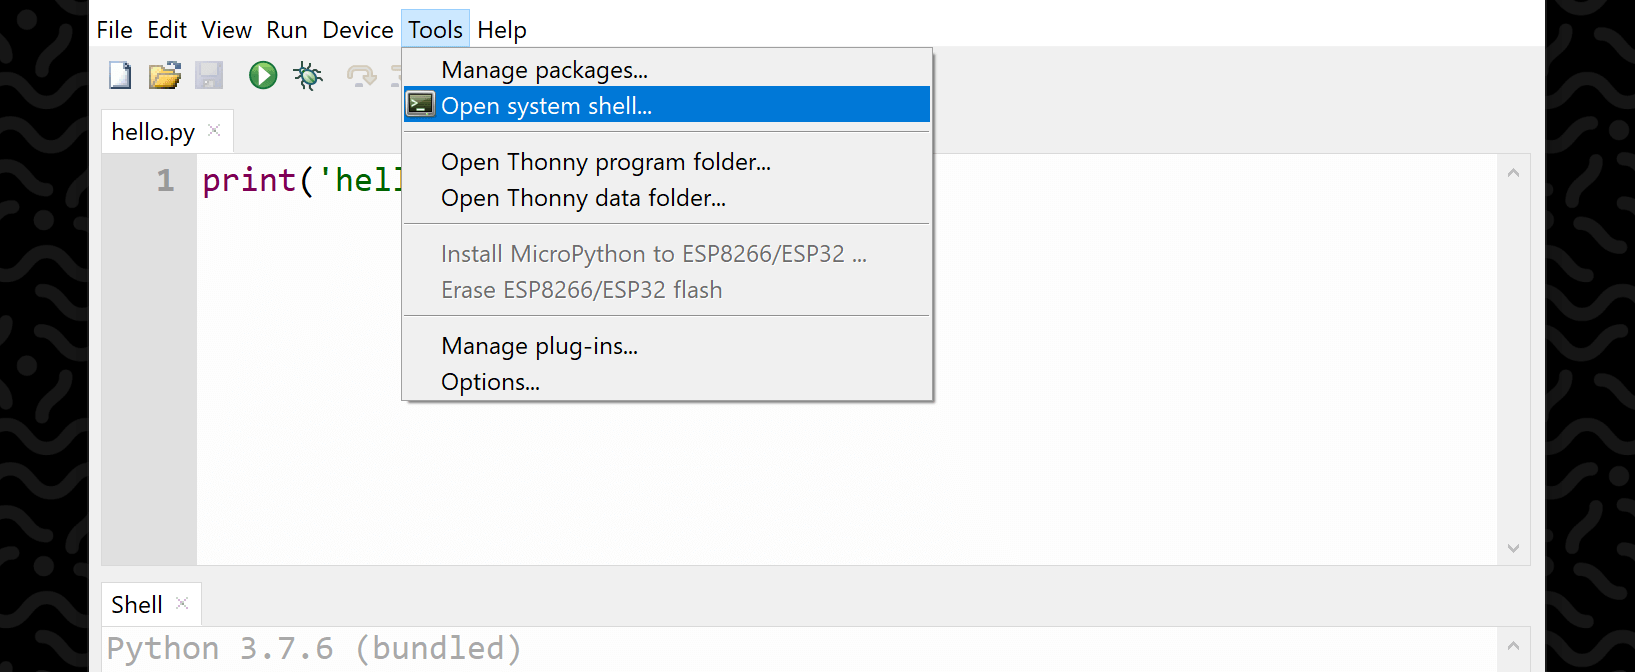 File Edit View Run Device Tools Help
Manage packages...
Open system shell...
hello.py
Open Thonny program folder...
1 print('hell
Open Thonny data folder...
Install MicroPython to ESP8266/ESP32 ...
Erase ESP8266/ESP32 flash
Manage plug-ins...
Options...
Shell
Python 3.7.6 (bundled)